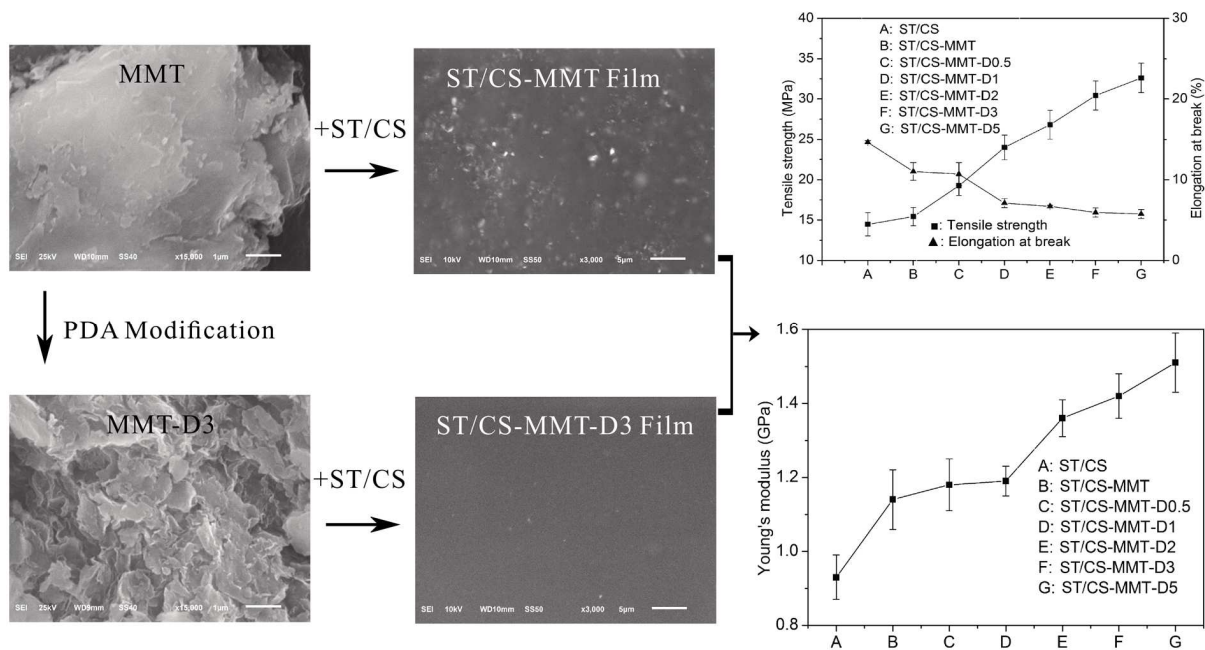 MMT
SEI 25kV WD10mm SS40 x15,000 1µm
+ST/CS
ST/CS-MMT Film
SEI 10kV WD10mm SS50 x3,000 5µm
PDA Modification
MMT-D3
SEI 25kV WD9mm SS40 x15,000 1µm
+ST/CS
ST/CS-MMT-D3 Film
SEI 10kV WD10mm SS50 x3,000 5µm
Tensile strength (MPa)
40
35
30
25
20
15
10
A: ST/CS
B: ST/CS-MMT
C: ST/CS-MMT-D0.5
D: ST/CS-MMT-D1
E: ST/CS-MMT-D2
F: ST/CS-MMT-D3
G: ST/CS-MMT-D5
: Tensile strength
: Elongation at break
30
20
10
0
Elongation at break (%)
A B C D E F G
Young's modulus (GPa)
1.6
1.4
1.2
1.0
0.8
A: ST/CS
B: ST/CS-MMT
C: ST/CS-MMT-D0.5
D: ST/CS-MMT-D1
E: ST/CS-MMT-D2
F: ST/CS-MMT-D3
G: ST/CS-MMT-D5
A B C D E F G